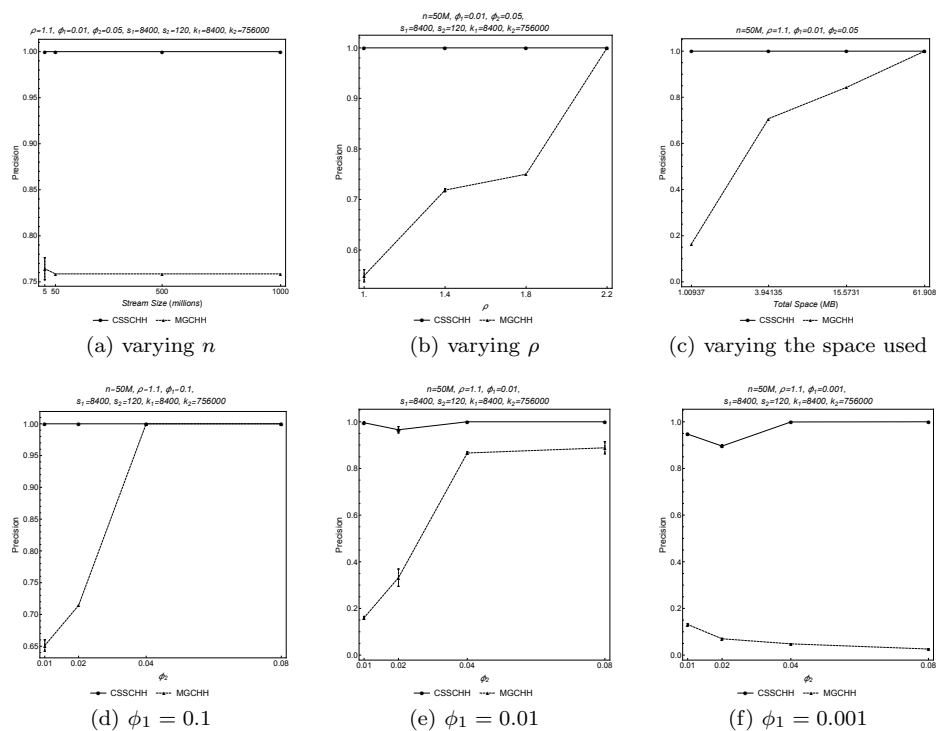 ρ=1.1, ϕ₁=0.01, ϕ₂=0.05, s₁=8400, s₂=120, k₁=8400, k₂=756000
1.00
0.95
0.90
0.85
0.80
0.75
Precision
5 50 500 1000
Stream Size (millions)
CSSCHH MGCHH
(a) varying n
n=50M, ϕ₁=0.01, ϕ₂=0.05,
s₁=8400, s₂=120, k₁=8400, k₂=756000
1.0
0.9
0.8
0.7
0.6
Precision
1. 1.4 1.8 2.2
ρ
CSSCHH MGCHH
(b) varying ρ
n=50M, ρ=1.1, ϕ₁=0.01, ϕ₂=0.05
1.0
0.8
0.6
0.4
0.2
0.0
Precision
1.00937 3.94135 15.5731 61.908
Total Space (MB)
CSSCHH MGCHH
(c) varying the space used
n=50M, ρ=1.1, ϕ₁=0.1,
s₁=8400, s₂=120, k₁=8400, k₂=756000
1.00
0.95
0.90
0.85
0.80
0.75
0.70
0.65
Precision
0.01 0.02 0.04 0.08
ϕ₂
CSSCHH MGCHH
(d) ϕ₁ = 0.1
n=50M, ρ=1.1, ϕ₁=0.01,
s₁=8400, s₂=120, k₁=8400, k₂=756000
1.0
0.8
0.6
0.4
0.2
0.0
Precision
0.01 0.02 0.04 0.08
ϕ₂
CSSCHH MGCHH
(e) ϕ₁ = 0.01
n=50M, ρ=1.1, ϕ₁=0.001,
s₁=8400, s₂=120, k₁=8400, k₂=756000
1.0
0.8
0.6
0.4
0.2
0.0
Precision
0.01 0.02 0.04 0.08
ϕ₂
CSSCHH MGCHH
(f) ϕ₁ = 0.001